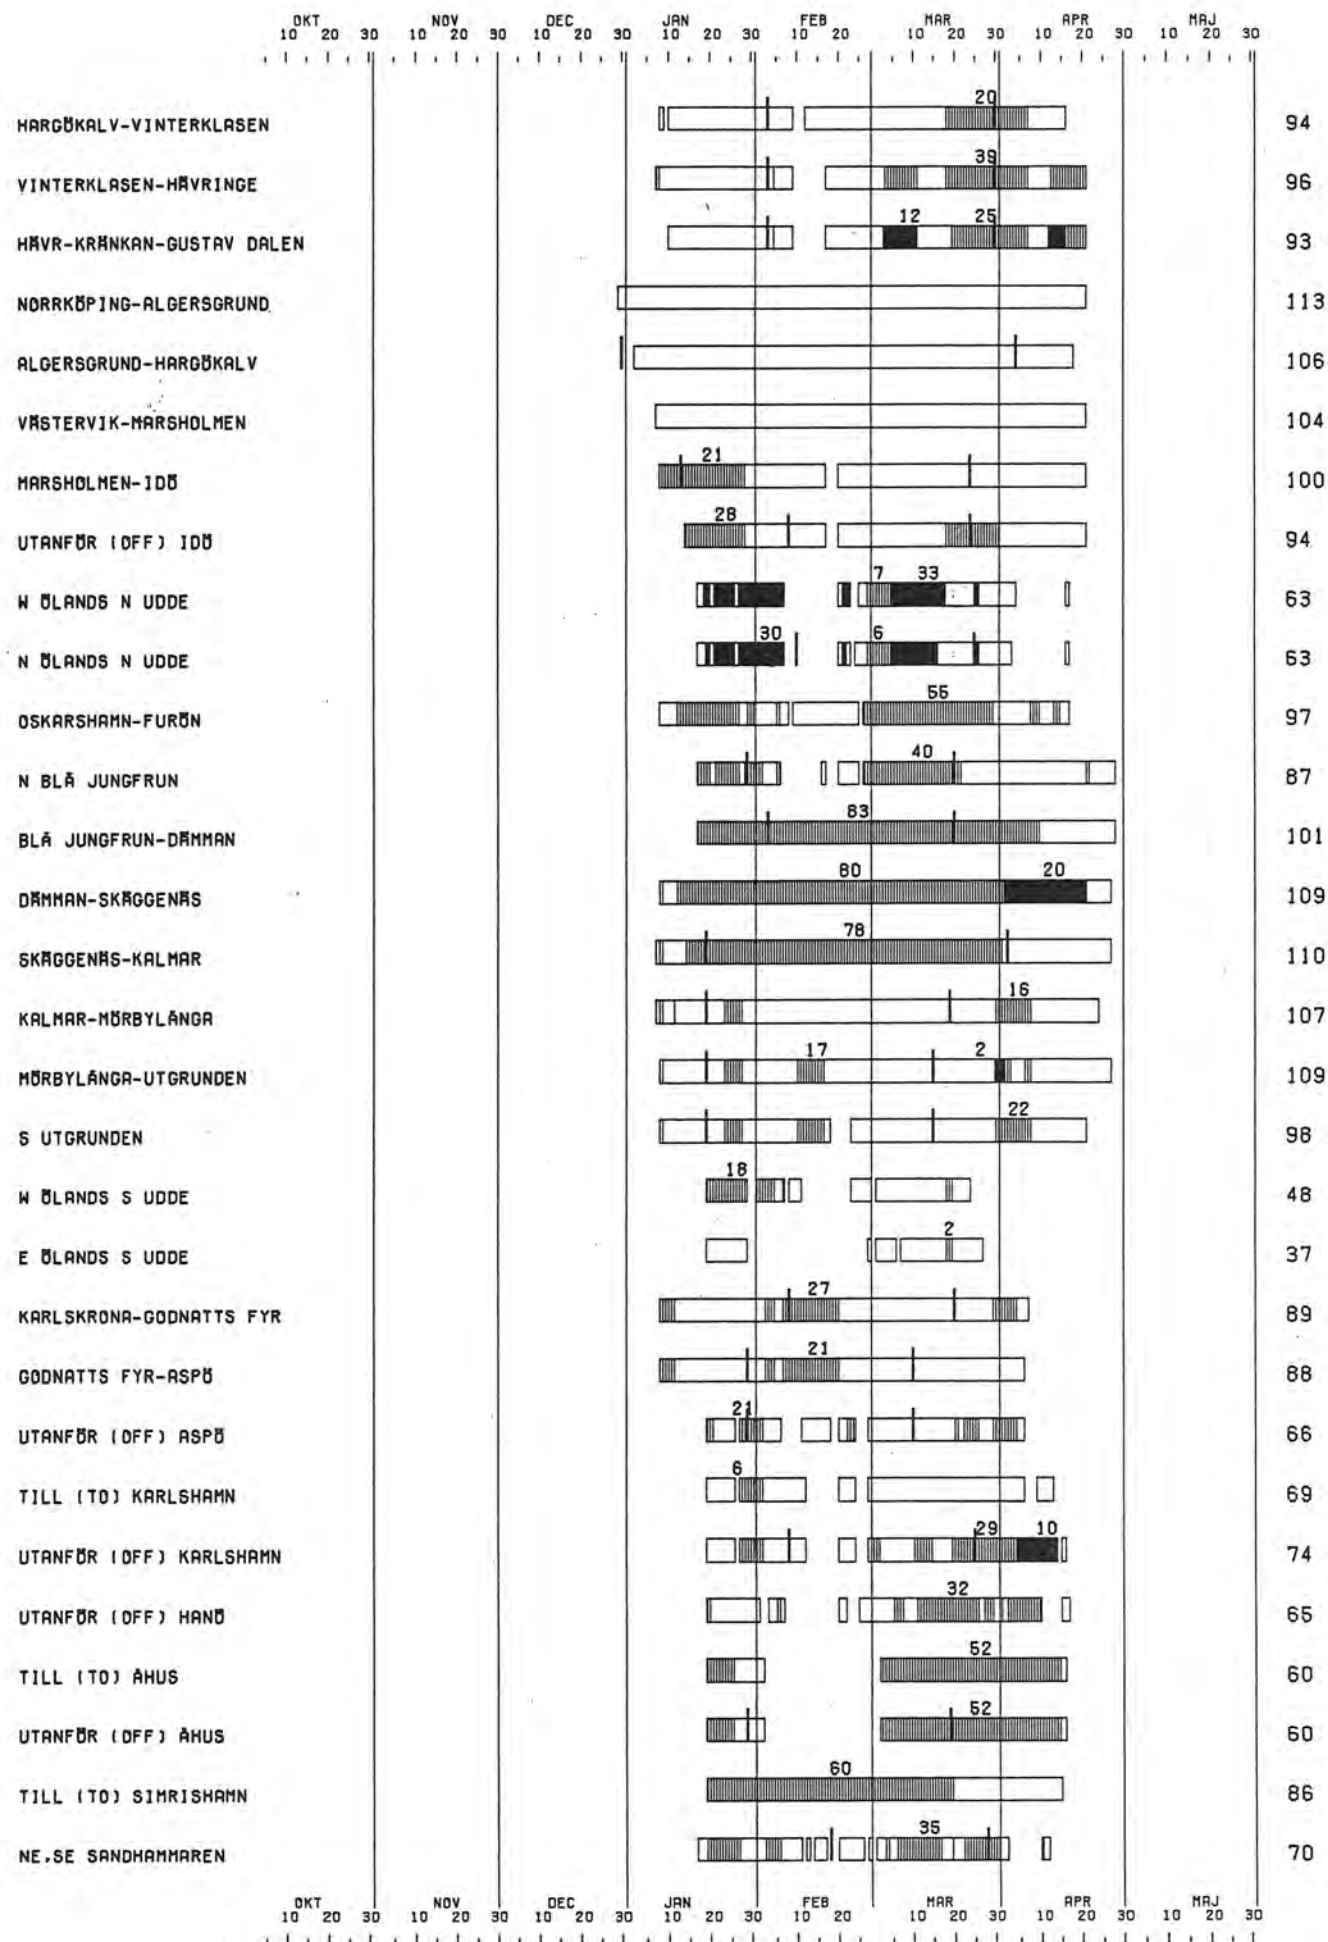 OKT NOV DEC JAN FEB MAR APR MAJ
10 20 30 10 20 30 10 20 30 10 20 30 10 20 10 20 30 10 20 30 10 20 30
20
HARGÖKALV-VINTERKLASEN 94
39
VINTERKLASEN-HÄVRINGE 96
12 25
HÄVR-KRÄNKAN-GUSTAV DALEN 93
NORRKÖPING-ALGERSGRUND 113
ALGERSGRUND-HARGÖKALV 106
VÄSTERVIK-MARSHOLMEN 104
21
MARSHOLMEN-IDÖ 100
28
UTANFÖR (OFF) IDÖ 94
7 33
W ÖLANDS N UDDE 63
30 6
N ÖLANDS N UDDE 63
55
OSKARSHAMN-FURÖN 97
40
N BLÅ JUNGFRUN 87
83
BLÅ JUNGFRUN-DÄMMAN 101
80 20
DÄMMAN-SKÄGGENÄS 109
78
SKÄGGENÄS-KALMAR 110
16
KALMAR-MÖRBYLÅNGA 107
17 2
MÖRBYLÅNGA-UTGRUNDEN 109
22
S UTGRUNDEN 98
18
W ÖLANDS S UDDE 48
2
E ÖLANDS S UDDE 37
27
KARLSKRONA-GODNATTS FYR 89
21
GODNATTS FYR-ASPÖ 88
21
UTANFÖR (OFF) ASPÖ 66
6
TILL (TO) KARLSHAMN 69
29 10
UTANFÖR (OFF) KARLSHAMN 74
32
UTANFÖR (OFF) HANÖ 65
52
TILL (TO) ÅHUS 60
52
UTANFÖR (OFF) ÅHUS 60
60
TILL (TO) SIMRISHAMN 86
35
NE,SE SANDHAMMAREN 70
OKT NOV DEC JAN FEB MAR APR MAJ
10 20 30 10 20 30 10 20 30 10 20 30 10 20 10 20 30 10 20 30 10 20 30